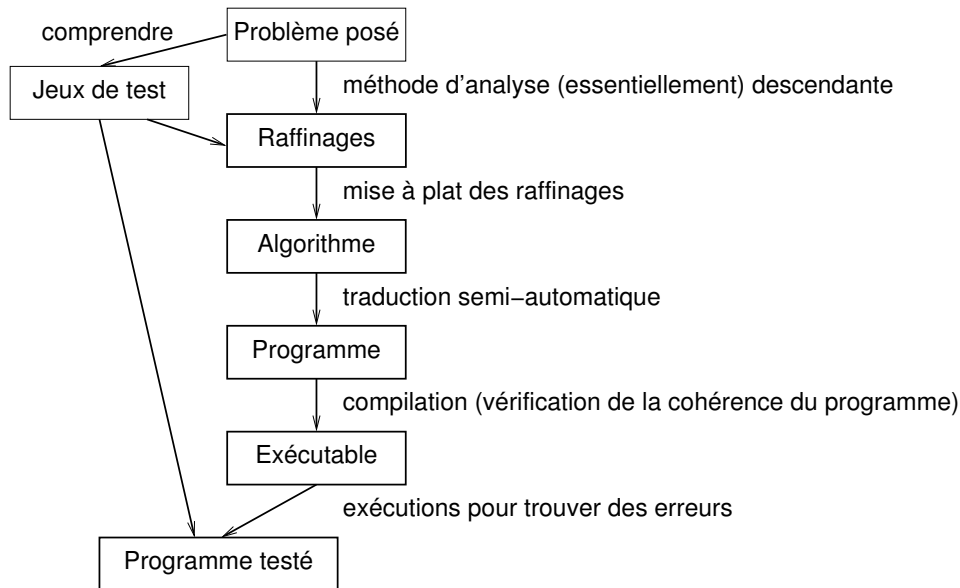 comprendre
Problème posé
Jeux de test
méthode d'analyse (essentiellement) descendante
Raffinages
mise à plat des raffinages
Algorithme
traduction semi−automatique
Programme
compilation (vérification de la cohérence du programme)
Exécutable
exécutions pour trouver des erreurs
Programme testé